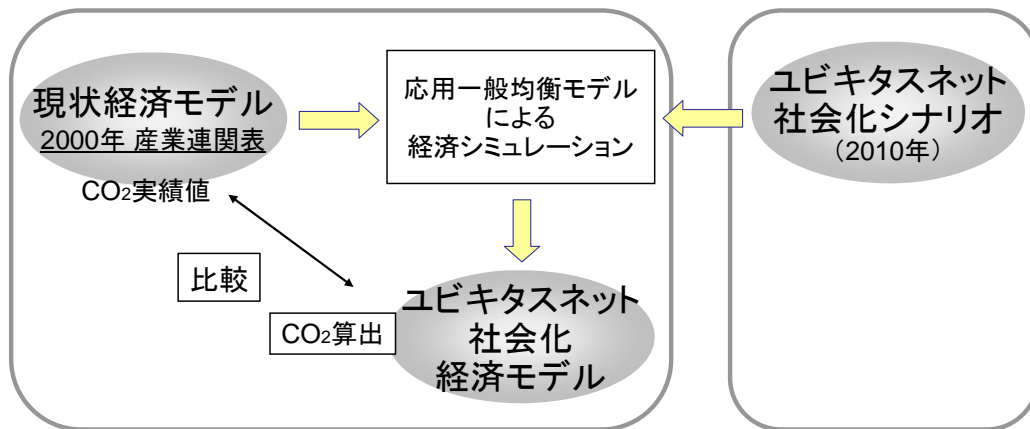 現状経済モデル
2000年 産業連関表
CO2実績値
応用一般均衡モデル
による
経済シミュレーション
ユビキタスネット
社会化シナリオ
（2010年）
比較
CO2算出
ユビキタスネット
社会化
経済モデル